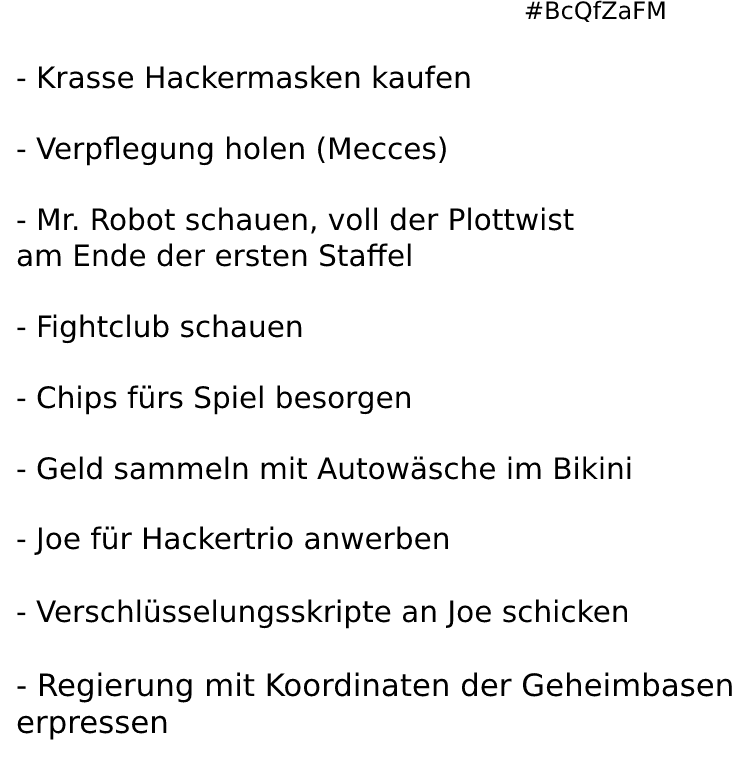 #BcQfZaFM
- Krasse Hackermasken kaufen
- Verpflegung holen (Mecces)
- Mr. Robot schauen, voll der Plottwist
am Ende der ersten Staffel
- Fightclub schauen
- Chips fürs Spiel besorgen
- Geld sammeln mit Autowäsche im Bikini
- Joe für Hackertrio anwerben
- Verschlüsselungsskripte an Joe schicken
- Regierung mit Koordinaten der Geheimbasen
erpressen